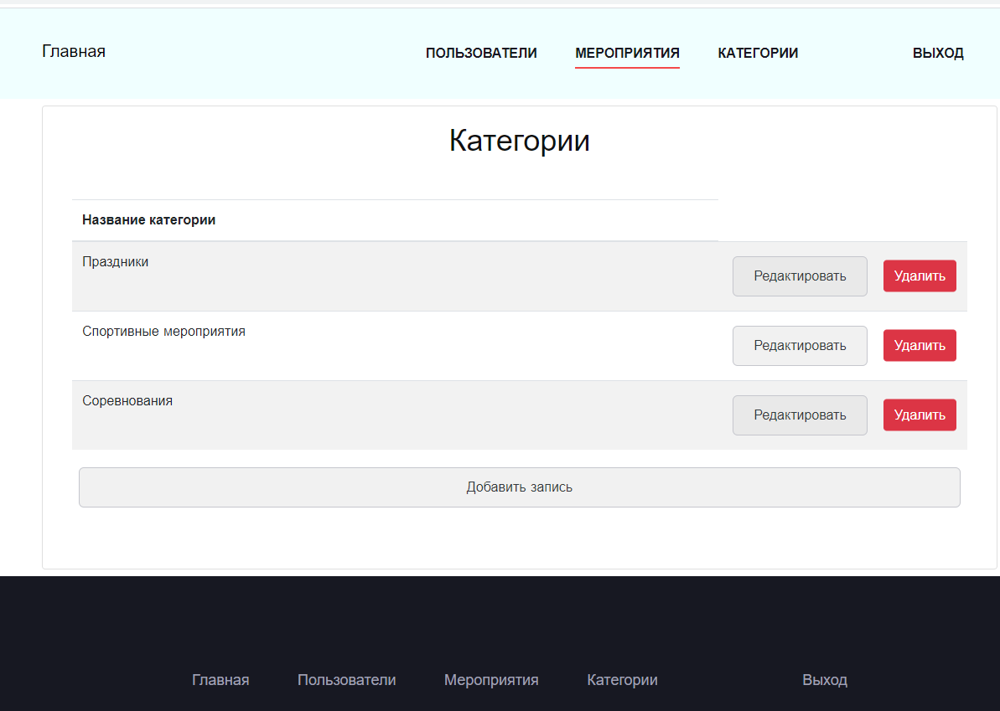 Главная ПОЛЬЗОВАТЕЛИ МЕРОПРИЯТИЯ КАТЕГОРИИ ВЫХОД
Категории
Название категории
Праздники Редактировать Удалить
Спортивные мероприятия Редактировать Удалить
Соревнования Редактировать Удалить
Добавить запись
Главная Пользователи Мероприятия Категории Выход